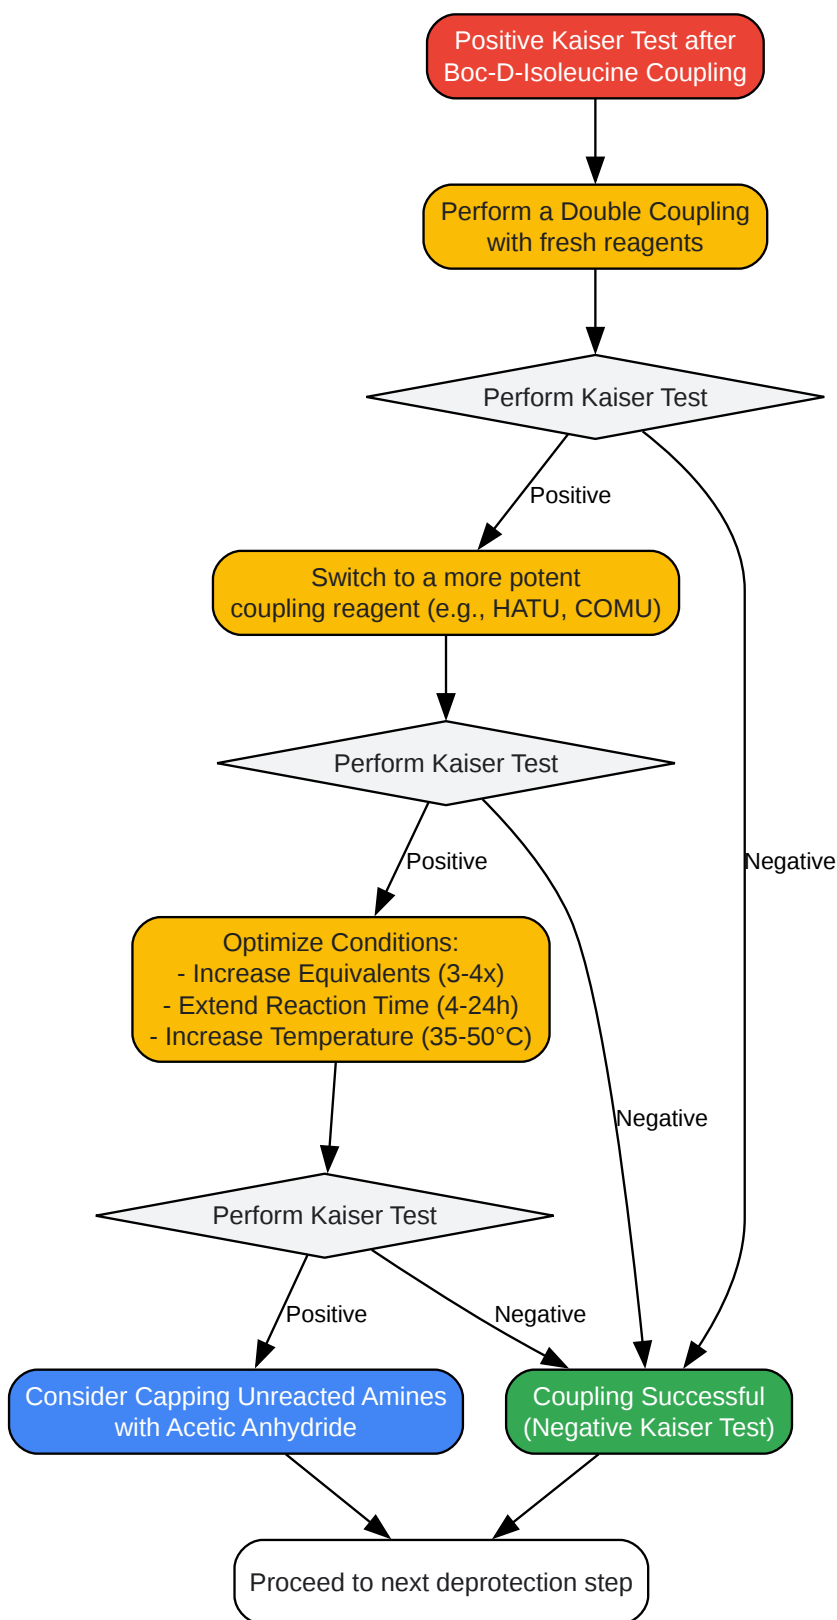 Positive Kaiser Test after
Boc-D-Isoleucine Coupling
Perform a Double Coupling
with fresh reagents
Perform Kaiser Test
Positive
Switch to a more potent
coupling reagent (e.g., HATU, COMU)
Perform Kaiser Test
Positive
Negative
Optimize Conditions:
- Increase Equivalents (3-4x)
- Extend Reaction Time (4-24h)
- Increase Temperature (35-50°C)
Negative
Perform Kaiser Test
Positive
Negative
Consider Capping Unreacted Amines
with Acetic Anhydride
Coupling Successful
(Negative Kaiser Test)
Proceed to next deprotection step